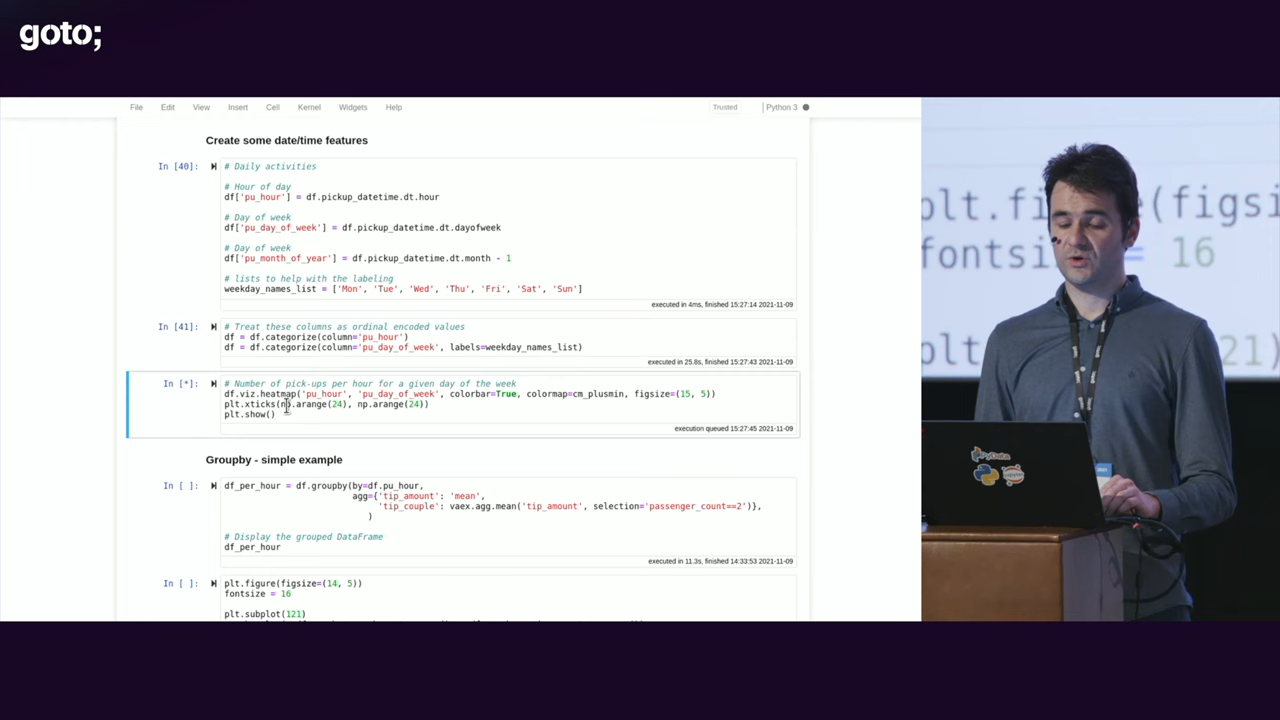 goto;
File Edit View Insert Cell Kernel Widgets Help Trusted Python 3
Create some date/time features
In [40]:
# Daily activities
# Hour of day
df['pu_hour'] = df.pickup_datetime.dt.hour
# Day of week
df['pu_day_of_week'] = df.pickup_datetime.dt.dayofweek
# Day of week
df['pu_month_of_year'] = df.pickup_datetime.dt.month - 1
# lists to help with the labeling
weekday_names_list = ['Mon', 'Tue', 'Wed', 'Thu', 'Fri', 'Sat', 'Sun']
executed in 4ms, finished 15:27:14 2021-11-09
In [41]:
# Treat these columns as ordinal encoded values
df = df.categorize(column='pu_hour')
df = df.categorize(column='pu_day_of_week', labels=weekday_names_list)
executed in 25.8s, finished 15:27:43 2021-11-09
In [*]:
# Number of pick-ups per hour for a given day of the week
df.viz.heatmap('pu_hour', 'pu_day_of_week', colorbar=True, colormap=cm_plusmin, figsize=(15, 5))
plt.xticks(np.arange(24), np.arange(24))
plt.show()
execution queued 15:27:45 2021-11-09
Groupby - simple example
In [ ]:
df_per_hour = df.groupby(by=df.pu_hour,
agg={'tip_amount': 'mean',
'tip_couple': vaex.agg.mean('tip_amount', selection='passenger_count==2')},
)
# Display the grouped DataFrame
df_per_hour
executed in 11.3s, finished 14:33:53 2021-11-09
In [ ]:
plt.figure(figsize=(14, 5))
fontsize = 16
plt.subplot(121)
plt.fi (figsi
fontsi = 16
plt 21)
PyData